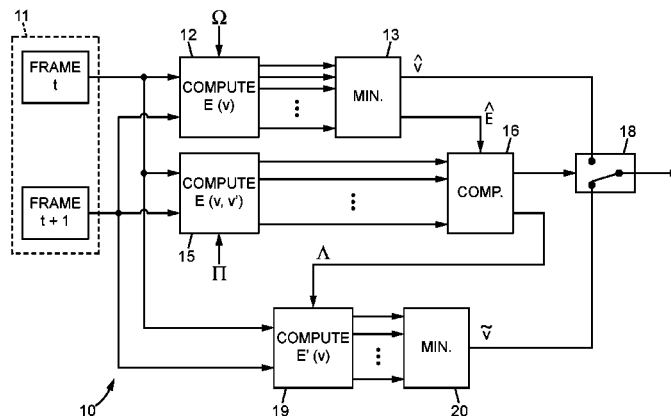 11
FRAME
t
FRAME
t + 1
Ω
12
COMPUTE
E (v)
13
MIN.
v̂
Ê
16
COMP.
18
COMPUTE
E (v, v')
15
Π
Λ
COMPUTE
E' (v)
19
MIN.
20
ṽ
10